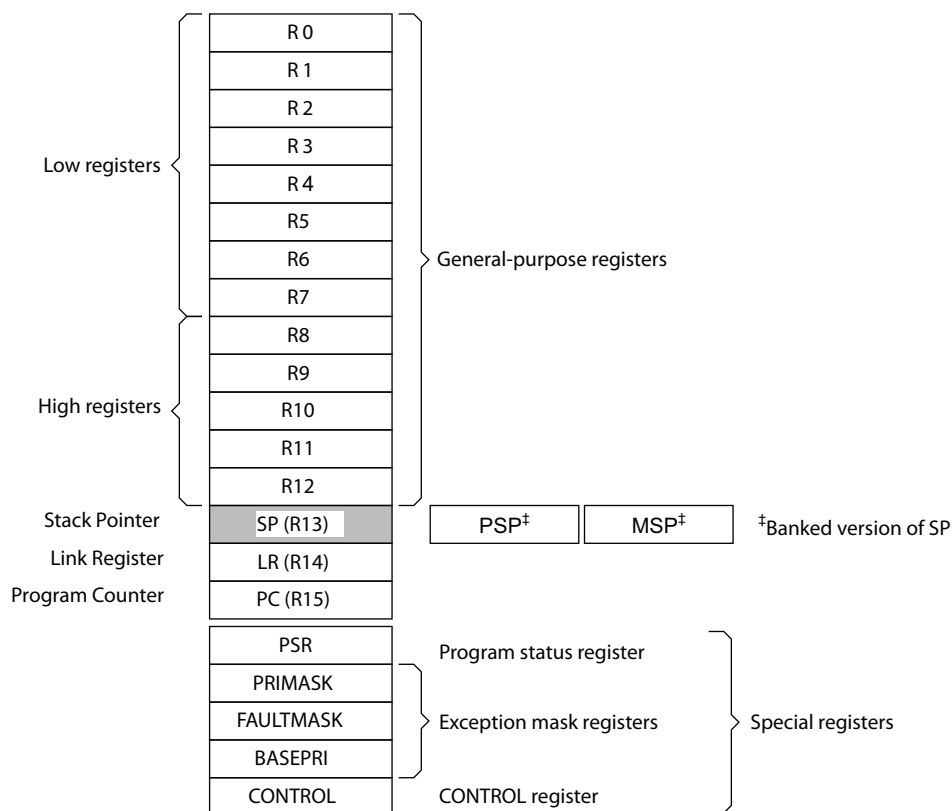 R 0
R 1
R 2
R 3
Low registers
R 4
R5
R6
General-purpose registers
R7
R8
R9
High registers
R10
R11
R12
Stack Pointer
SP (R13)
PSP‡
MSP‡
‡Banked version of SP
Link Register
LR (R14)
Program Counter
PC (R15)
PSR
Program status register
PRIMASK
FAULTMASK
Exception mask registers
Special registers
BASEPRI
CONTROL
CONTROL register